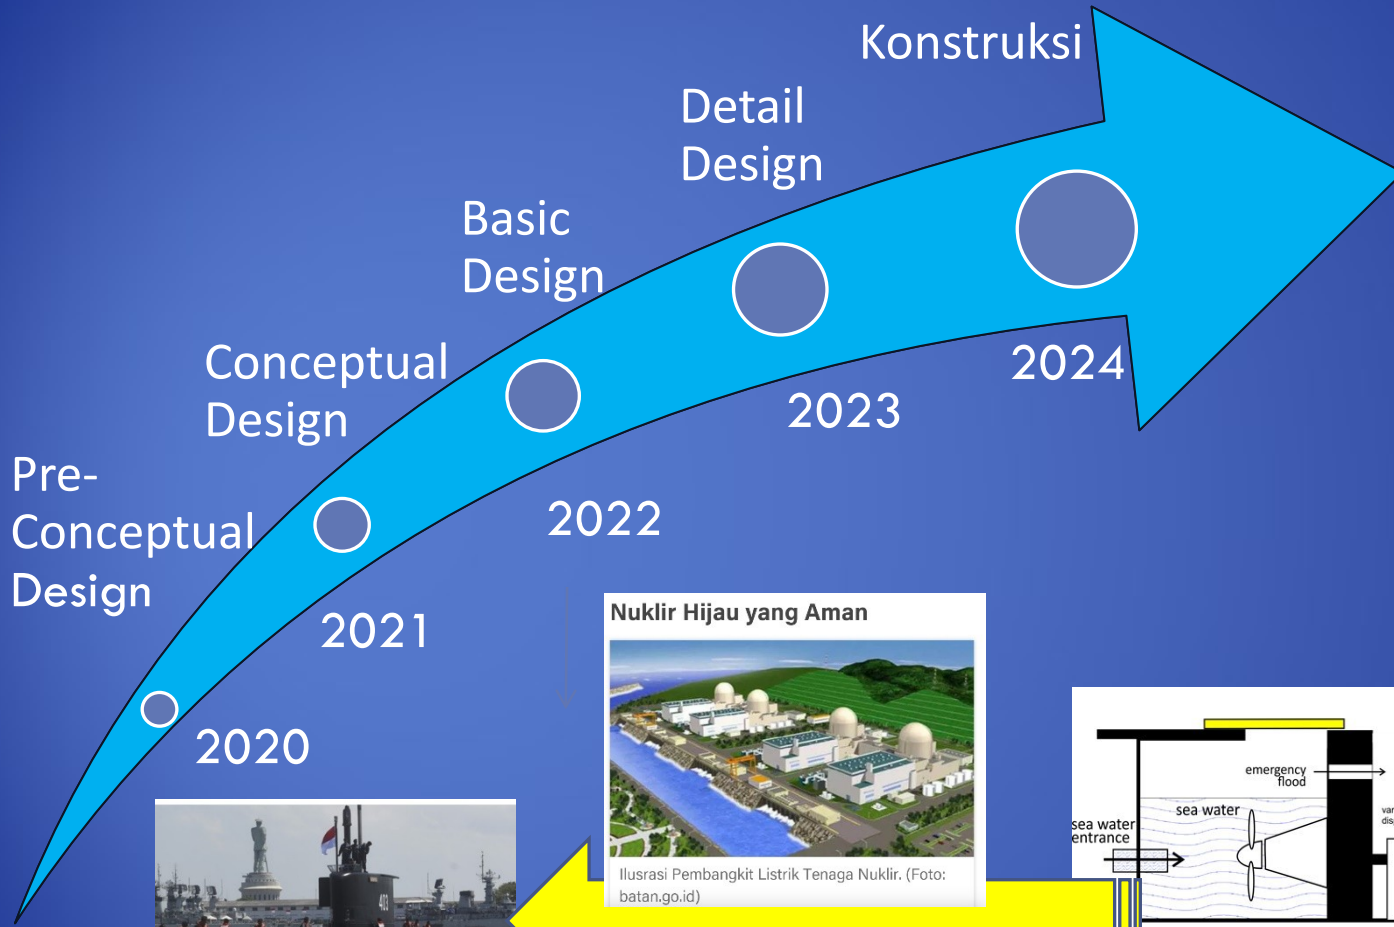 Konstruksi
Detail
Design
Basic
Design
Conceptual
Design
Pre-
Conceptual
Design
2024
2023
2022
2021
2020
Nuklir Hijau yang Aman
Ilusrasi Pembangkit Listrik Tenaga Nuklir. (Foto:
batan.go.id)
403
emergency
flood
sea water
sea water
entrance